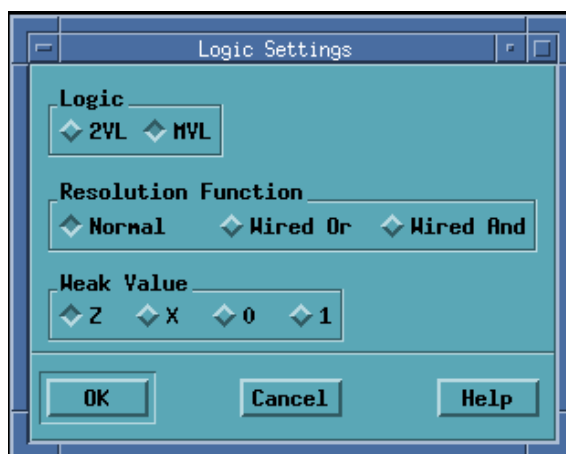 Logic Settings
Logic
2VL MVL
Resolution Function
Normal Wired Or Wired And
Weak Value
Z X 0 1
OK Cancel Help